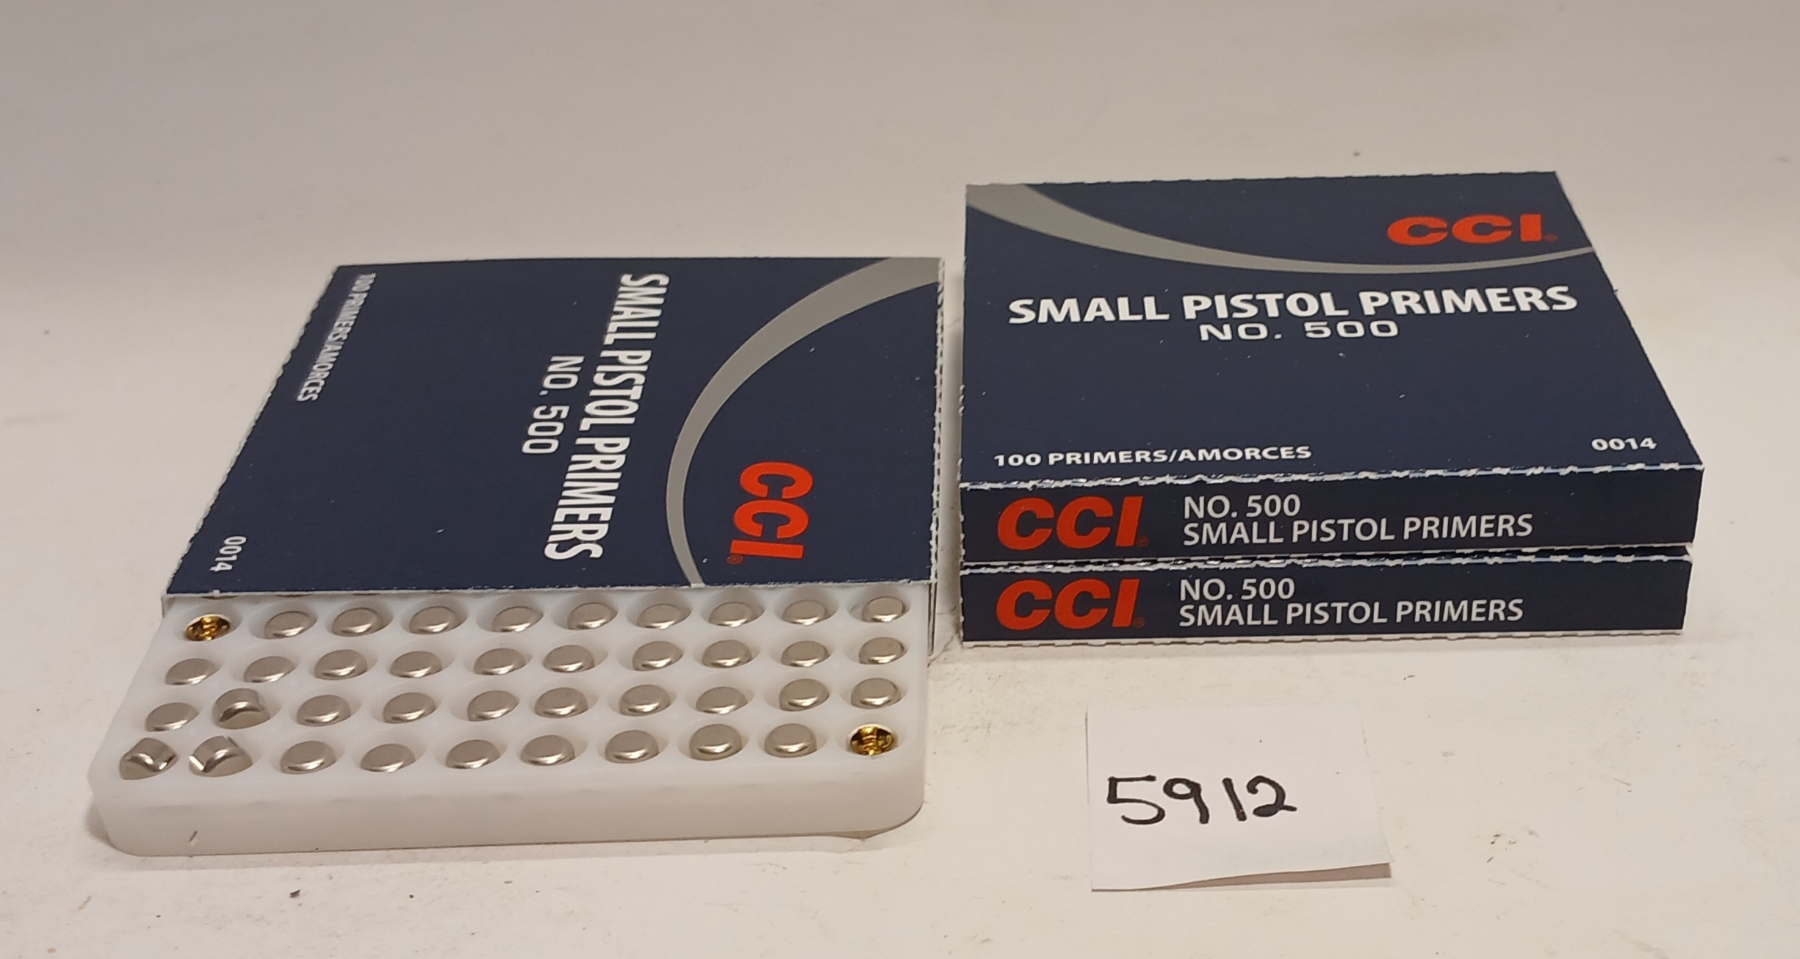 100 PRIMERS/AMORCES
SMALL PISTOL PRIMERS
NO. 500
CCI
0014
CCI
SMALL PISTOL PRIMERS
NO. 500
100 PRIMERS/AMORCES
0014
CCI
NO. 500
SMALL PISTOL PRIMERS
CCI
NO. 500
SMALL PISTOL PRIMERS
5912